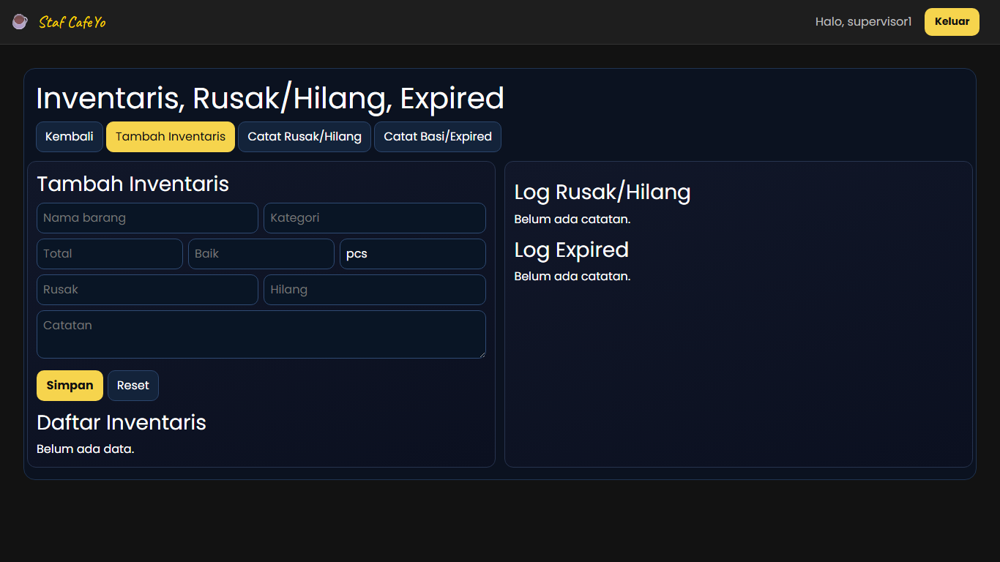 Staf CafeYo
Halo, supervisor1
Keluar
Inventaris, Rusak/Hilang, Expired
Kembali
Tambah Inventaris
Catat Rusak/Hilang
Catat Basi/Expired
Tambah Inventaris
Nama barang
Kategori
Total
Baik
pcs
Rusak
Hilang
Catatan
Simpan
Reset
Daftar Inventaris
Belum ada data.
Log Rusak/Hilang
Belum ada catatan.
Log Expired
Belum ada catatan.